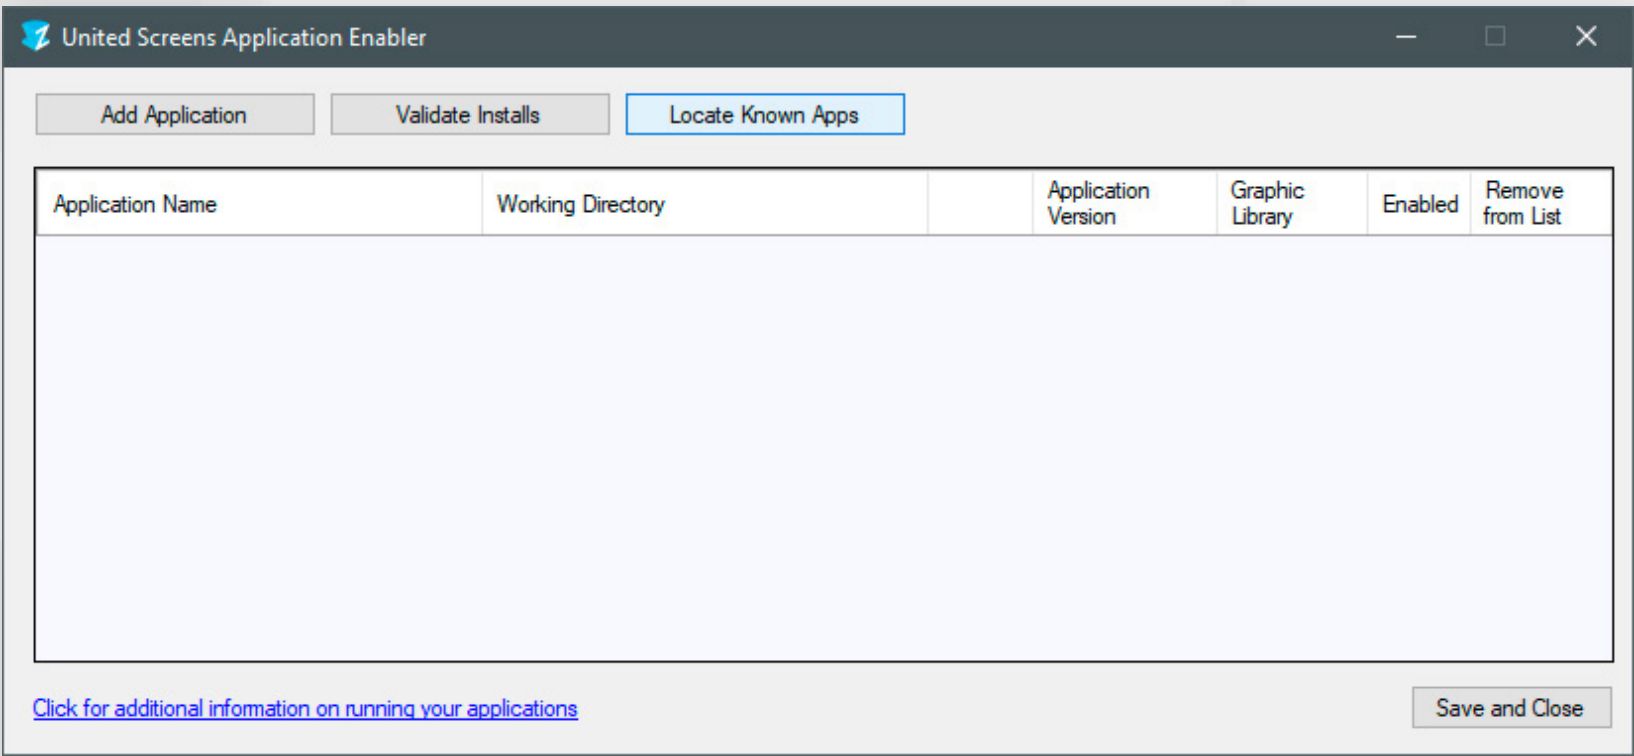 United Screens Application Enabler
Add Application
Validate Installs
Locate Known Apps
Application Name
Working Directory
Application
Version
Graphic
Library
Enabled
Remove
from List
Click for additional information on running your applications
Save and Close